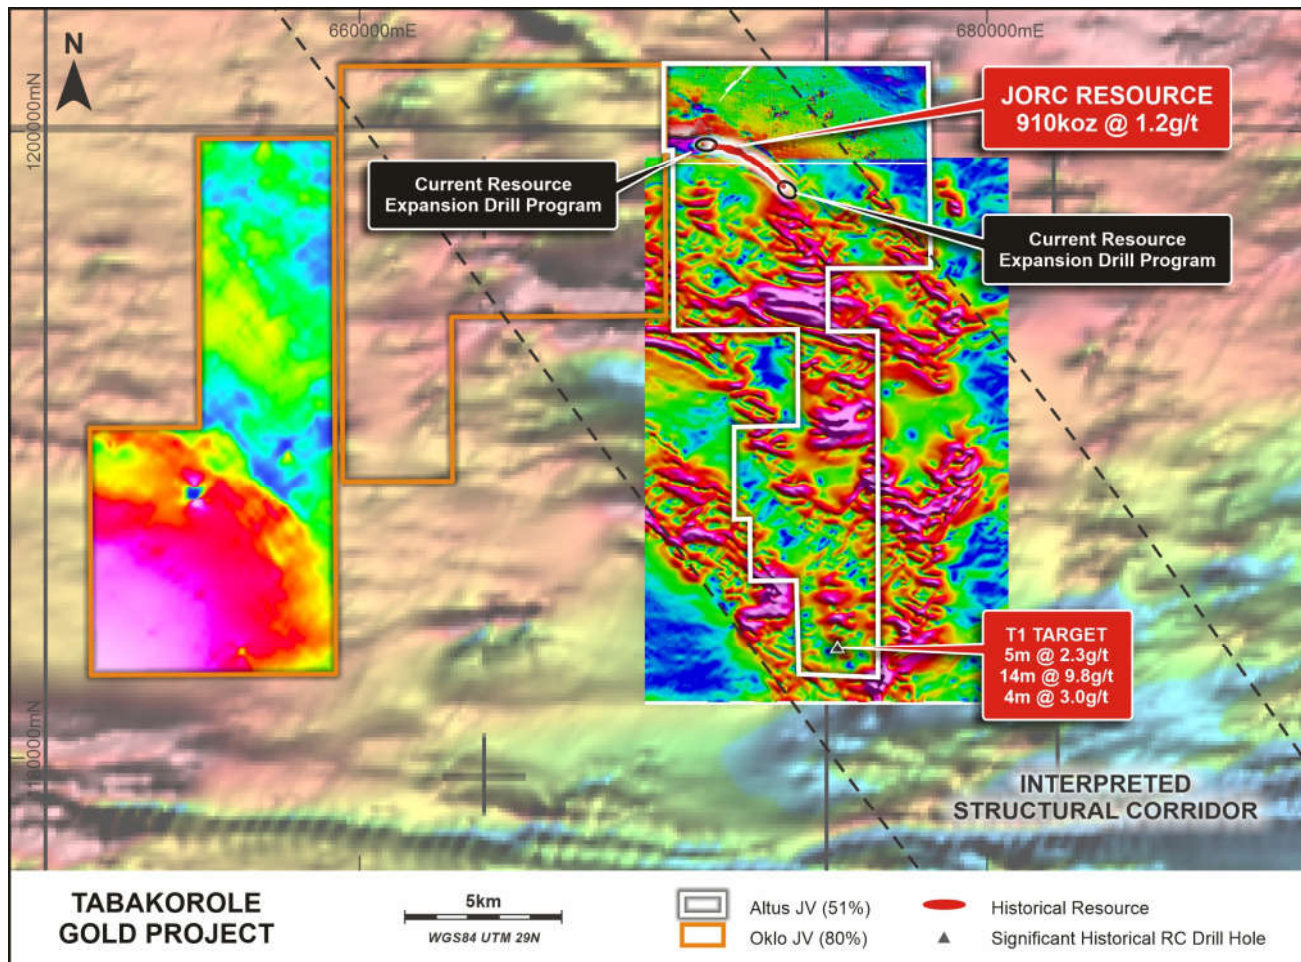 660000mE
680000mE
N
1200000mN
JORC RESOURCE
910koz @ 1.2g/t
Current Resource
Expansion Drill Program
Current Resource
Expansion Drill Program
T1 TARGET
5m @ 2.3g/t
14m @ 9.8g/t
4m @ 3.0g/t
1180000mN
INTERPRETED
STRUCTURAL CORRIDOR
TABAKOROLE
GOLD PROJECT
5km
WGS84 UTM 29N
Altus JV (51%)
Oklo JV (80%)
Historical Resource
Significant Historical RC Drill Hole